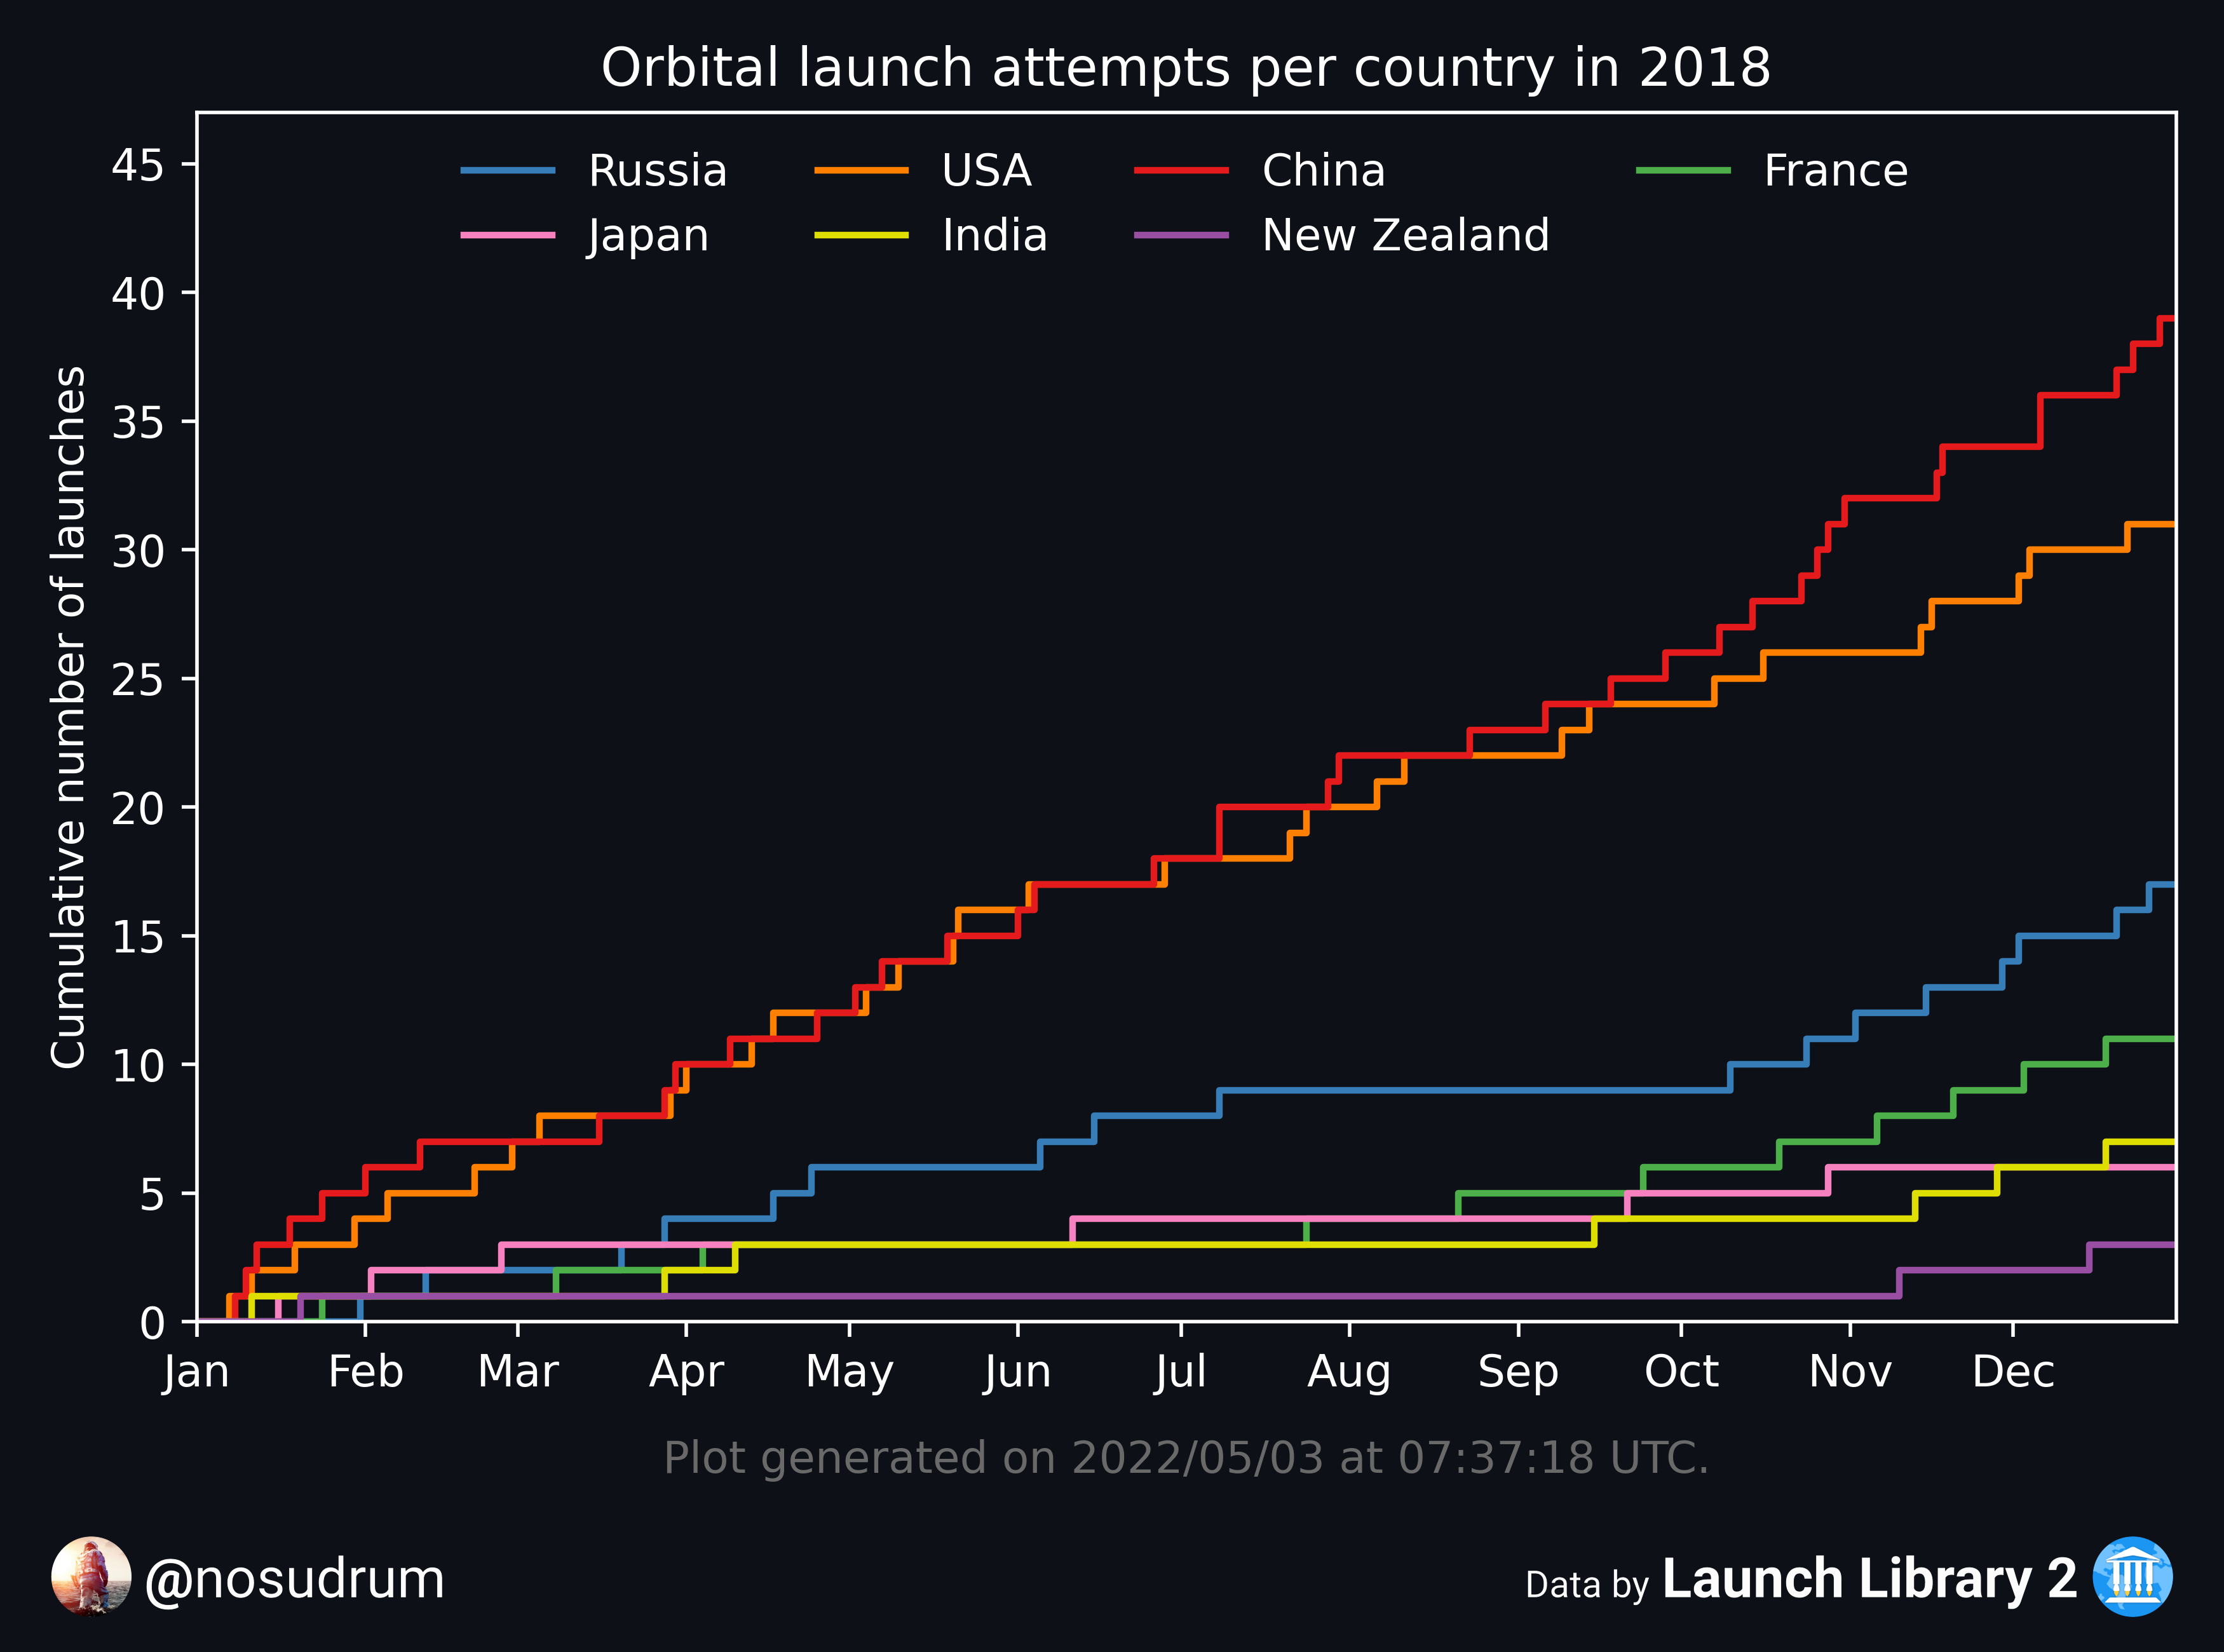 Orbital launch attempts per country in 2018
Russia USA China France
Japan India New Zealand
Cumulative number of launches
45
40
35
30
25
20
15
10
5
0
Jan Feb Mar Apr May Jun Jul Aug Sep Oct Nov Dec
Plot generated on 2022/05/03 at 07:37:18 UTC.
@nosudrum
Data by Launch Library 2